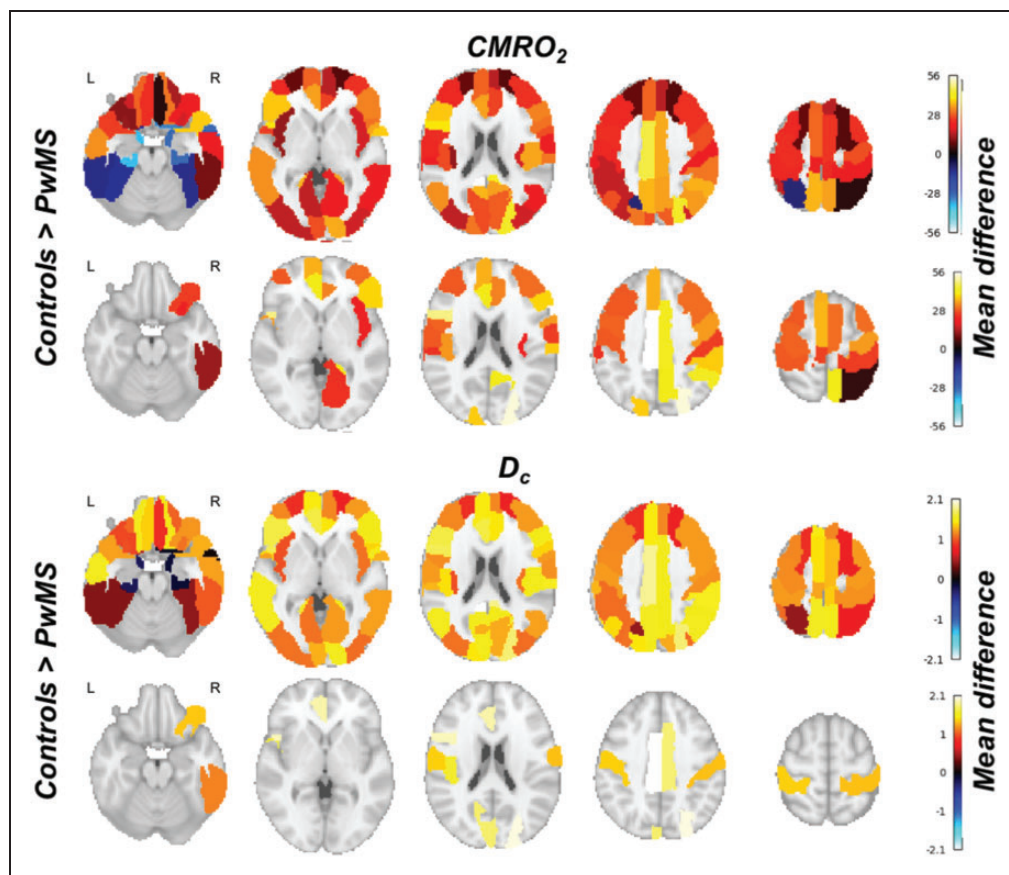 CMRO2
L R
Controls > PwMS
56
28
0
-28
-56
Mean difference
L R
56
28
0
-28
-56
Dc
L R
Controls > PwMS
2.1
1
0
-1
-2.1
Mean difference
L R
2.1
1
0
-1
-2.1